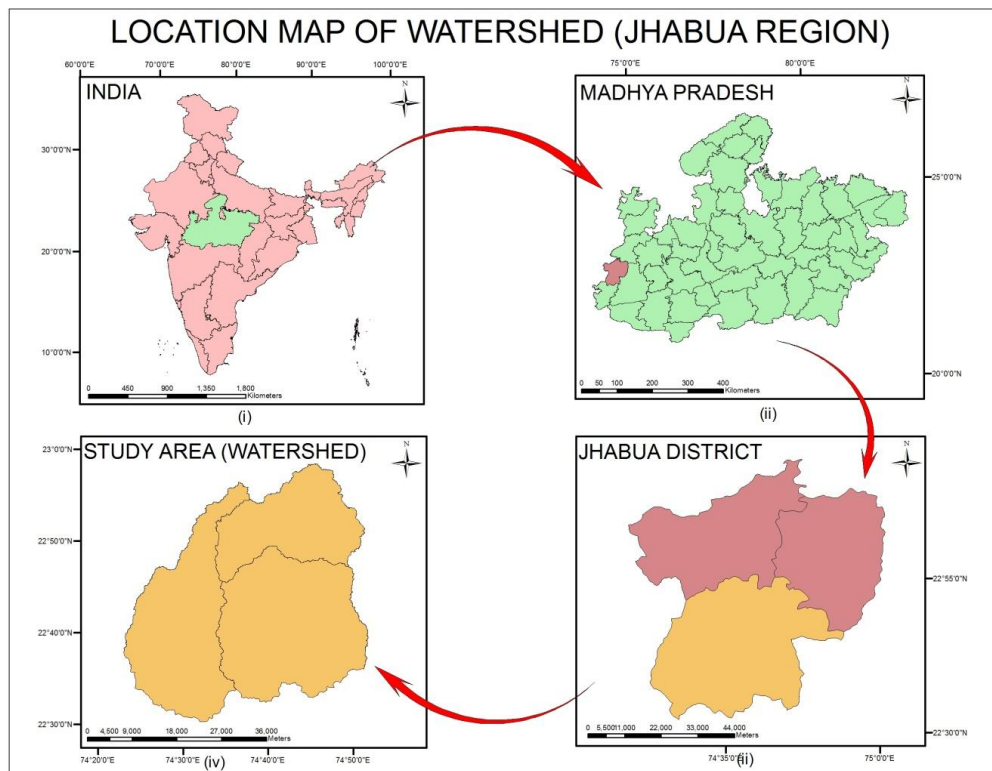 LOCATION MAP OF WATERSHED (JHABUA REGION)
60°0'0"E 70°0'0"E 80°0'0"E 90°0'0"E 100°0'0"E
INDIA
N
30°0'0"N
20°0'0"N
10°0'0"N
0 450 900 1,350 1,800
Kilometers
(i)
75°0'0"E 80°0'0"E
MADHYA PRADESH
N
25°0'0"N
20°0'0"N
0 50 100 200 300 400
Kilometers
(ii)
STUDY AREA (WATERSHED)
N
23°0'0"N
22°50'0"N
22°40'0"N
22°30'0"N
0 4,500 9,000 18,000 27,000 36,000
Meters
74°20'0"E 74°30'0"E 74°40'0"E 74°50'0"E
(iv)
JHABUA DISTRICT
N
22°55'0"N
22°30'0"N
0 5,500 11,000 22,000 33,000 44,000
Meters
74°35'0"E 75°0'0"E
(ii)